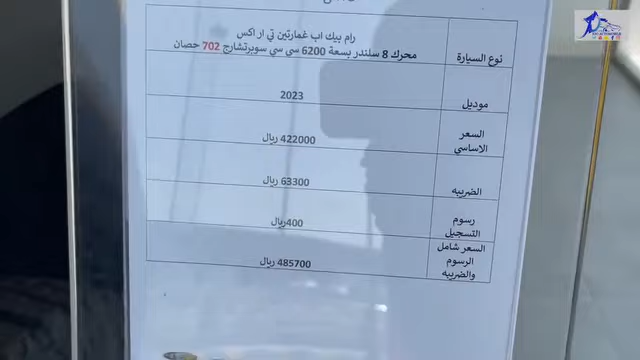 نوع السيارة
رام بيك اب غمارتين تي ار اكس
محرك 8 سلندر بسعة 6200 سي سي سوبرتشارج 702 حصان
موديل
2023
السعر
الاساسي
422000 ريال
الضريبه
63300 ريال
رسوم
التسجيل
400ريال
السعر شامل
الرسوم
والضريبه
485700 ريال